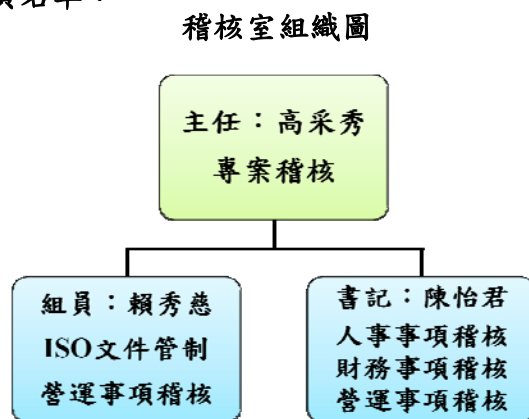 稽核室組織圖
主任：高采秀
專案稽核
組員：賴秀慈
ISO文件管制
營運事項稽核
書記：陳怡君
人事事項稽核
財務事項稽核
營運事項稽核